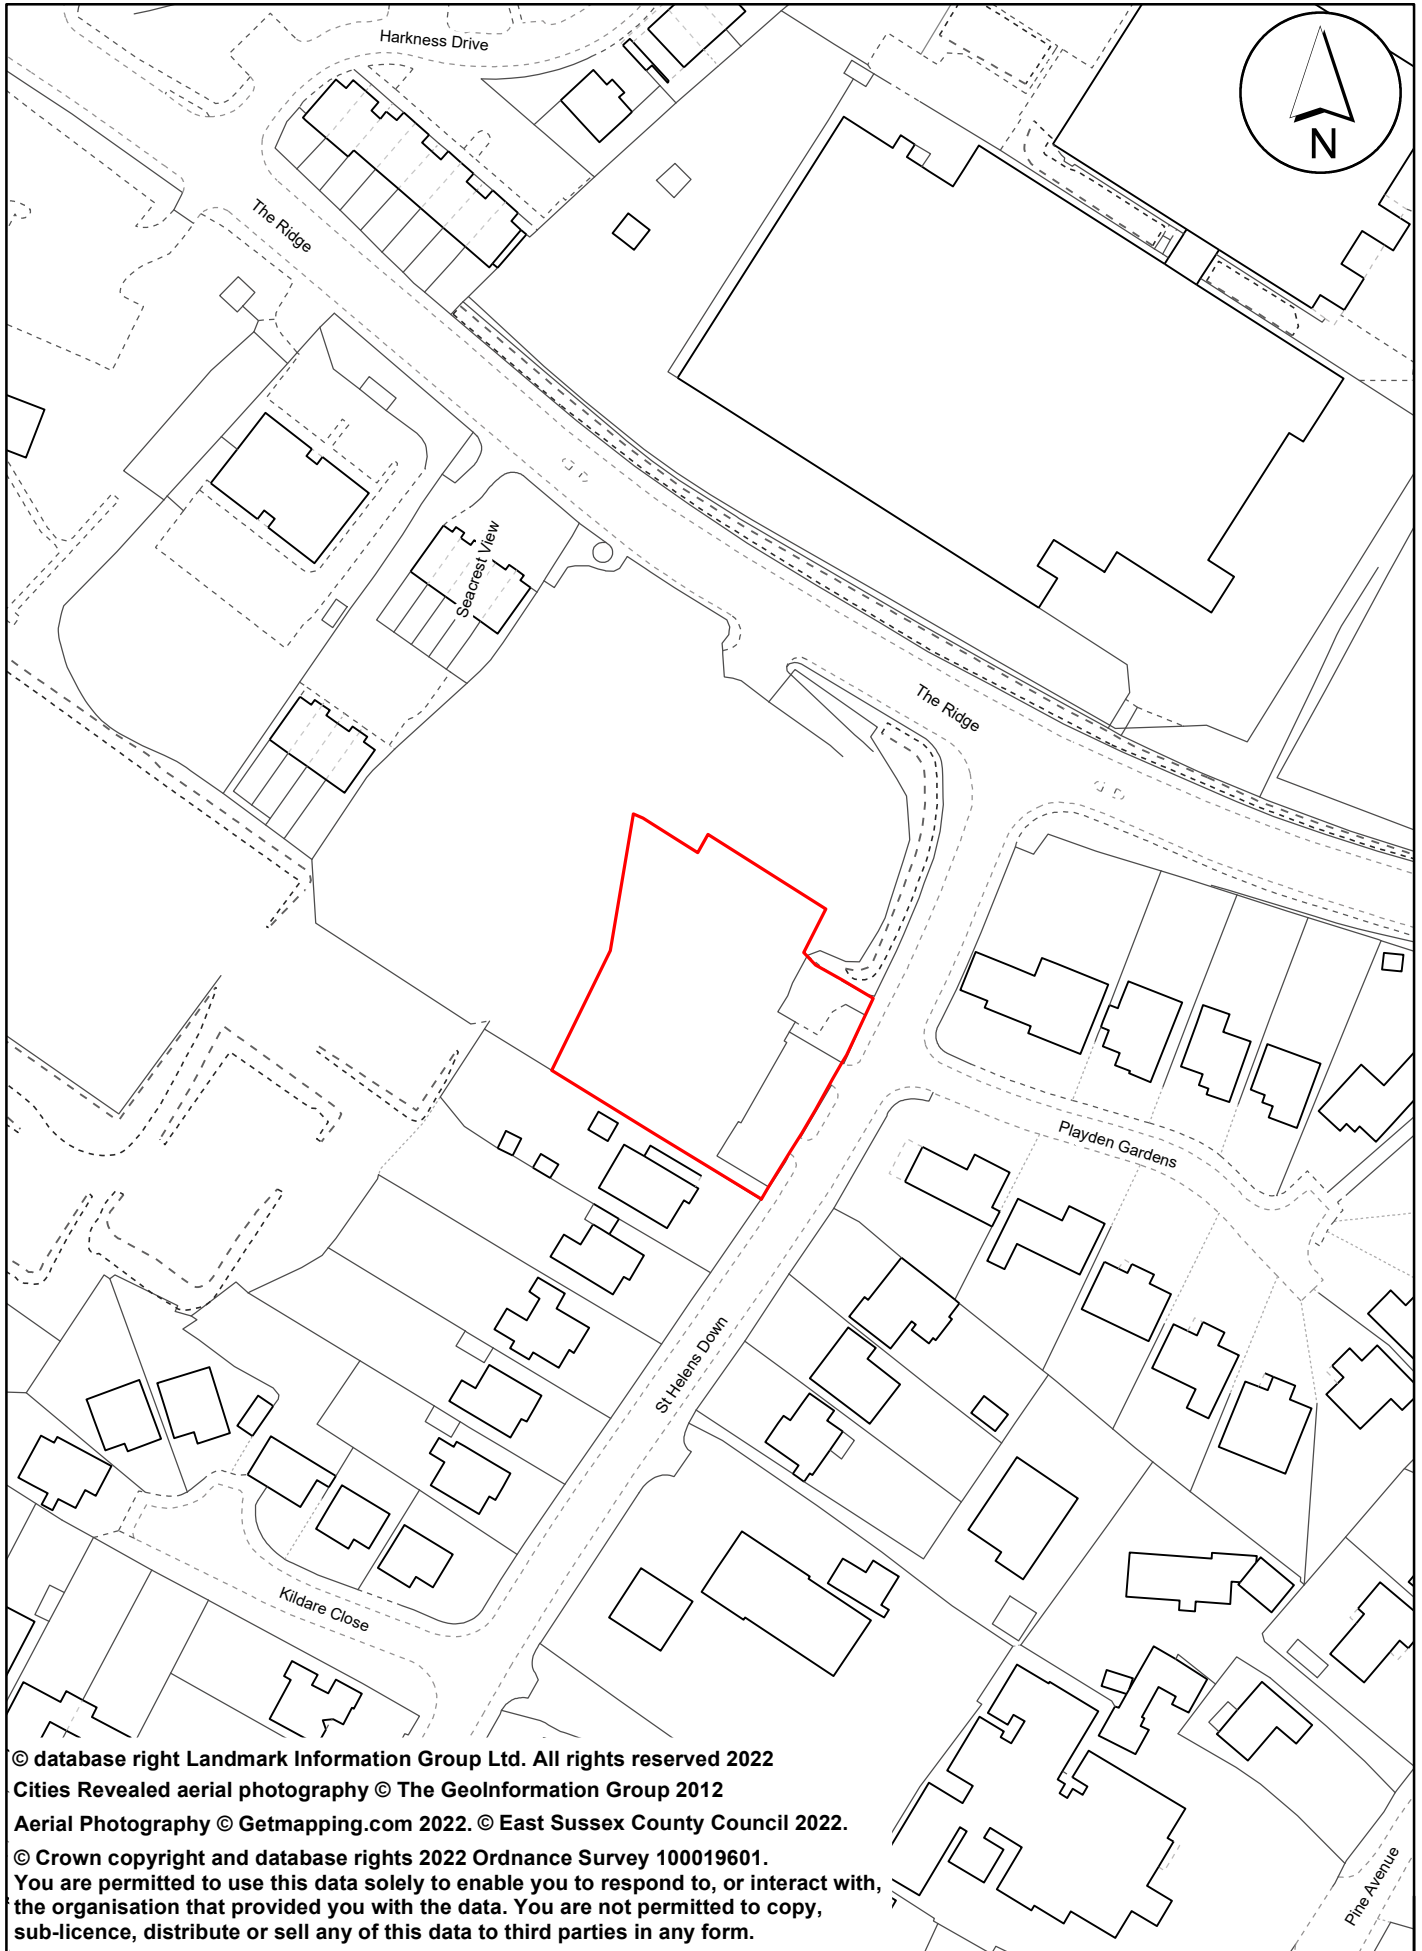 Harkness Drive
N
The Ridge
Seacrest View
The Ridge
Playden Gardens
St Helens Down
Kildare Close
Pine Avenue
© database right Landmark Information Group Ltd. All rights reserved 2022
Cities Revealed aerial photography © The GeoInformation Group 2012
Aerial Photography © Getmapping.com 2022. © East Sussex County Council 2022.
© Crown copyright and database rights 2022 Ordnance Survey 100019601.
You are permitted to use this data solely to enable you to respond to, or interact with,
the organisation that provided you with the data. You are not permitted to copy,
sub-licence, distribute or sell any of this data to third parties in any form.